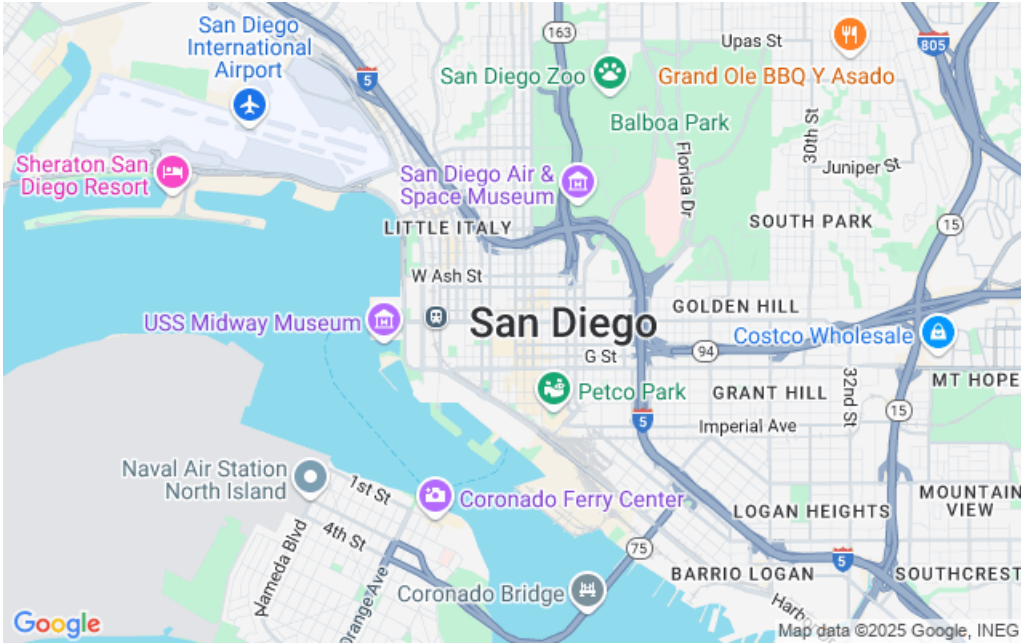 San Diego
International
Airport
163
Upas St
805
5
San Diego Zoo
Grand Ole BBQ Y Asado
Balboa Park
30th St
Florida Dr
Juniper St
Sheraton San
Diego Resort
San Diego Air &
Space Museum
LITTLE ITALY
SOUTH PARK
15
W Ash St
GOLDEN HILL
USS Midway Museum
San Diego
Costco Wholesale
G St
94
32nd St
MT HOPE
Petco Park
GRANT HILL
15
5
Imperial Ave
Naval Air Station
North Island
1st St
Coronado Ferry Center
MOUNTAIN
VIEW
LOGAN HEIGHTS
4th St
Alameda Blvd
75
5
BARRIO LOGAN
SOUTHCREST
Orange Ave
Coronado Bridge
Google
Map data ©2025 Google, INEG